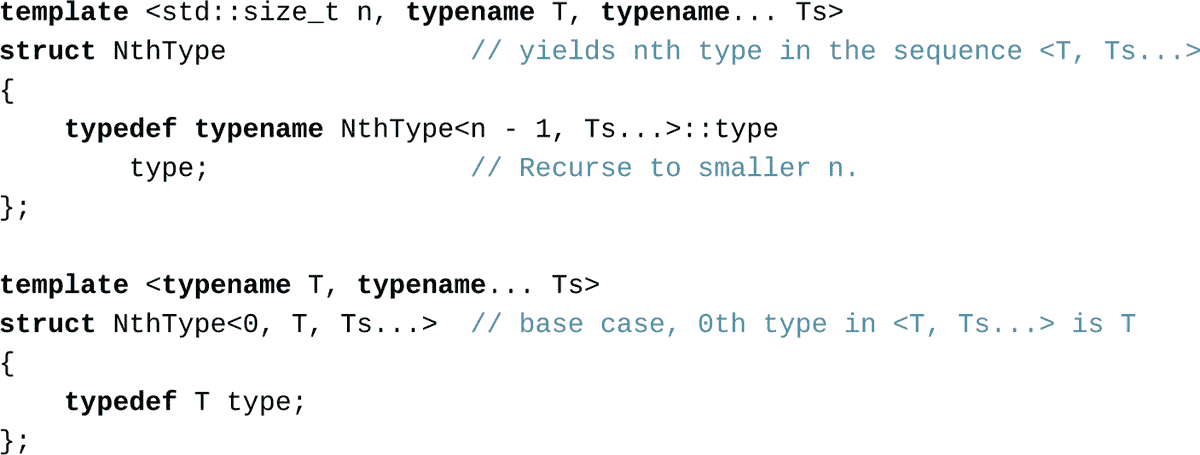 template <std::size_t n, typename T, typename... Ts>
struct NthType               // yields nth type in the sequence <T, Ts...>
{
    typedef typename NthType<n - 1, Ts...>::type
        type;                // Recurse to smaller n.
};
template <typename T, typename... Ts>
struct NthType<0, T, Ts...>  // base case, 0th type in <T, Ts...> is T
{
    typedef T type;
};